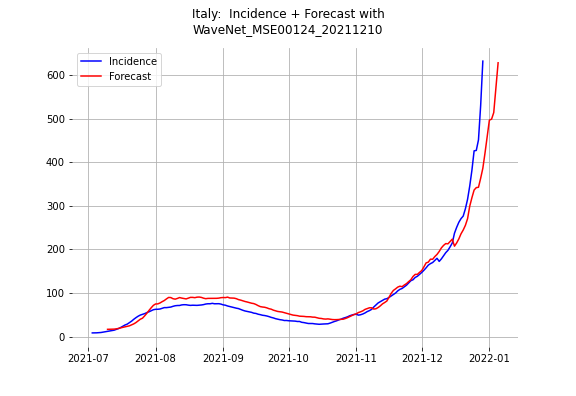 Italy:  Incidence + Forecast with
WaveNet_MSE00124_20211210
Incidence
Forecast
600
500
400
300
200
100
0
2021-07 2021-08 2021-09 2021-10 2021-11 2021-12 2022-01